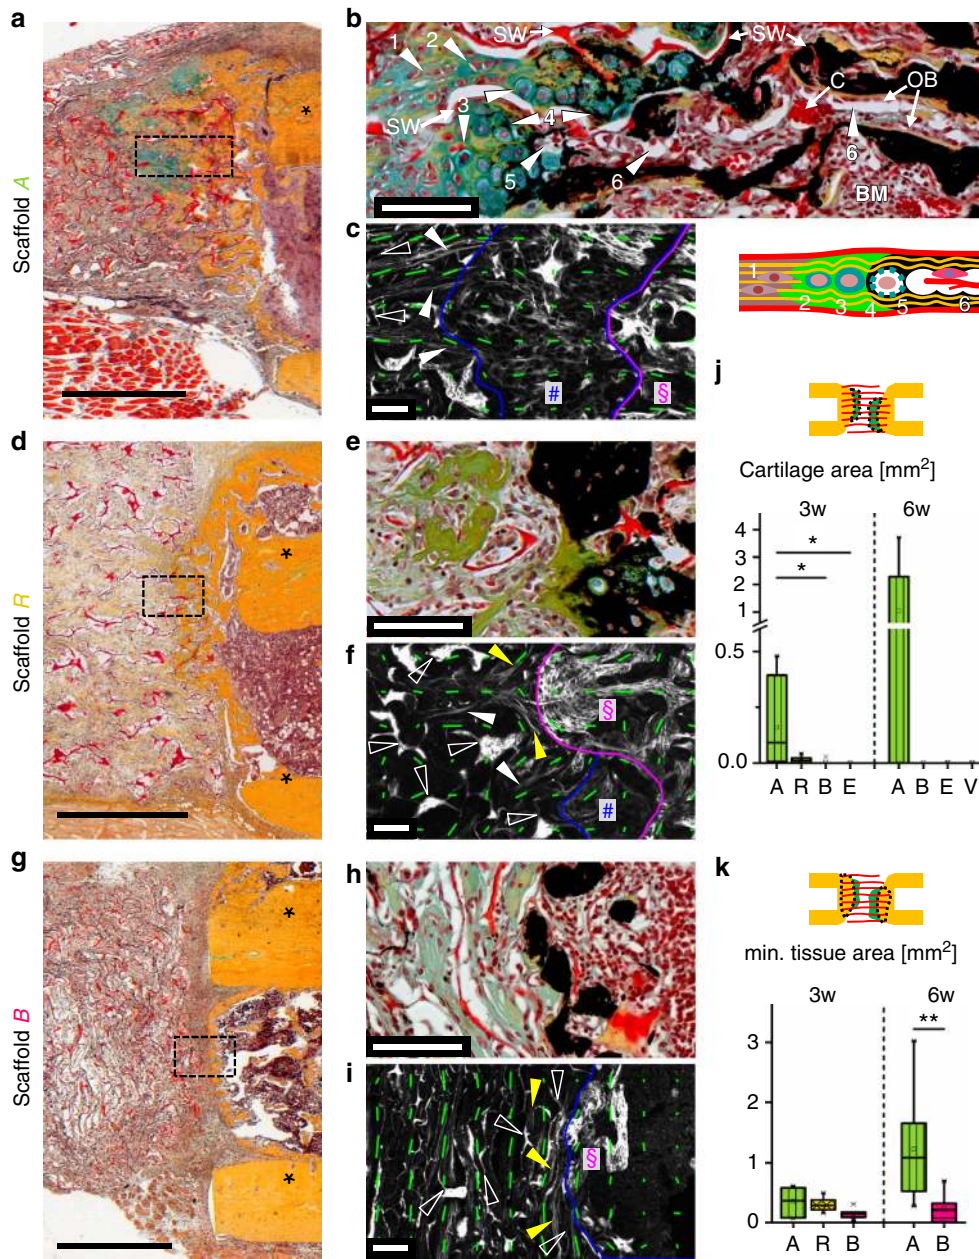 a
Scaffold A
*
b
1
2
3
SW
SW
SW
4
5
6
C
OB
6
BM
c
#
§
1
2
3
4
5
6
d
Scaffold R
*
*
e
f
§
#
g
Scaffold B
*
*
h
i
§
j
Cartilage area [mm²]
3w
6w
*
*
4
3
2
1
0.5
0.0
A R B E A B E V
k
min. tissue area [mm²]
3w
6w
**
3
2
1
0
A R B A B